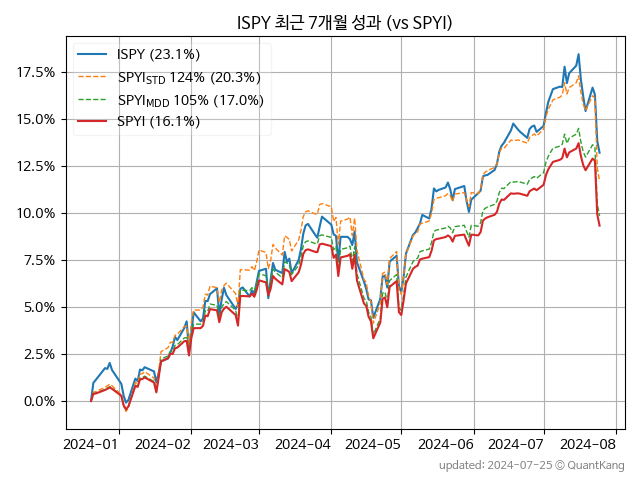 ISPY 최근 7개월 성과 (vs SPYI)
ISPY (23.1%)
SPYI_STD 124% (20.3%)
SPYI_MDD 105% (17.0%)
SPYI (16.1%)
17.5%
15.0%
12.5%
10.0%
7.5%
5.0%
2.5%
0.0%
2024-01 2024-02 2024-03 2024-04 2024-05 2024-06 2024-07 2024-08
updated: 2024-07-25 © QuantKang